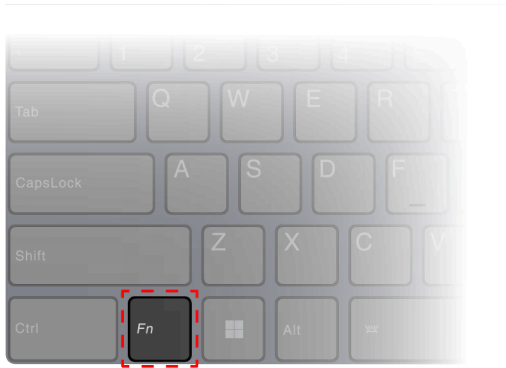 1 2 3 4
Tab Q W E R
CapsLock A S D F
Shift Z X C V
Ctrl Fn Alt